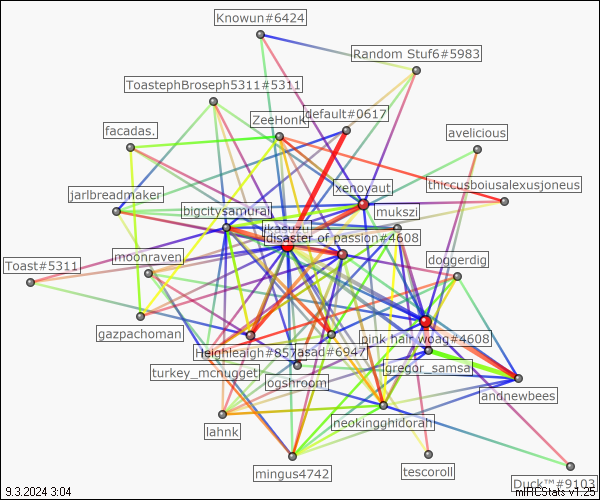 Knowun#6424
Random Stuf6#5983
ToastephBroseph5311#5311
default#0617
ZeeHonk
facadas.
avelicious
xenoyaut
thiccusboiusalexusjoneus
jarlbreadmaker
bigcitysamurai
mukszi
ikasuzu
disaster of passion#4608
moonraven
doggerdig
Toast#5311
gazpachoman
pink hair woag#4608
Heighleaigh#857
asad#6947
gregor_samsa
turkey_mcnugget
ogshroom
andnewbees
lahnk
neokingghidorah
mingus4742
tescoroll
Duck™#9103
9.3.2024 3:04
mIRCStats v1.25